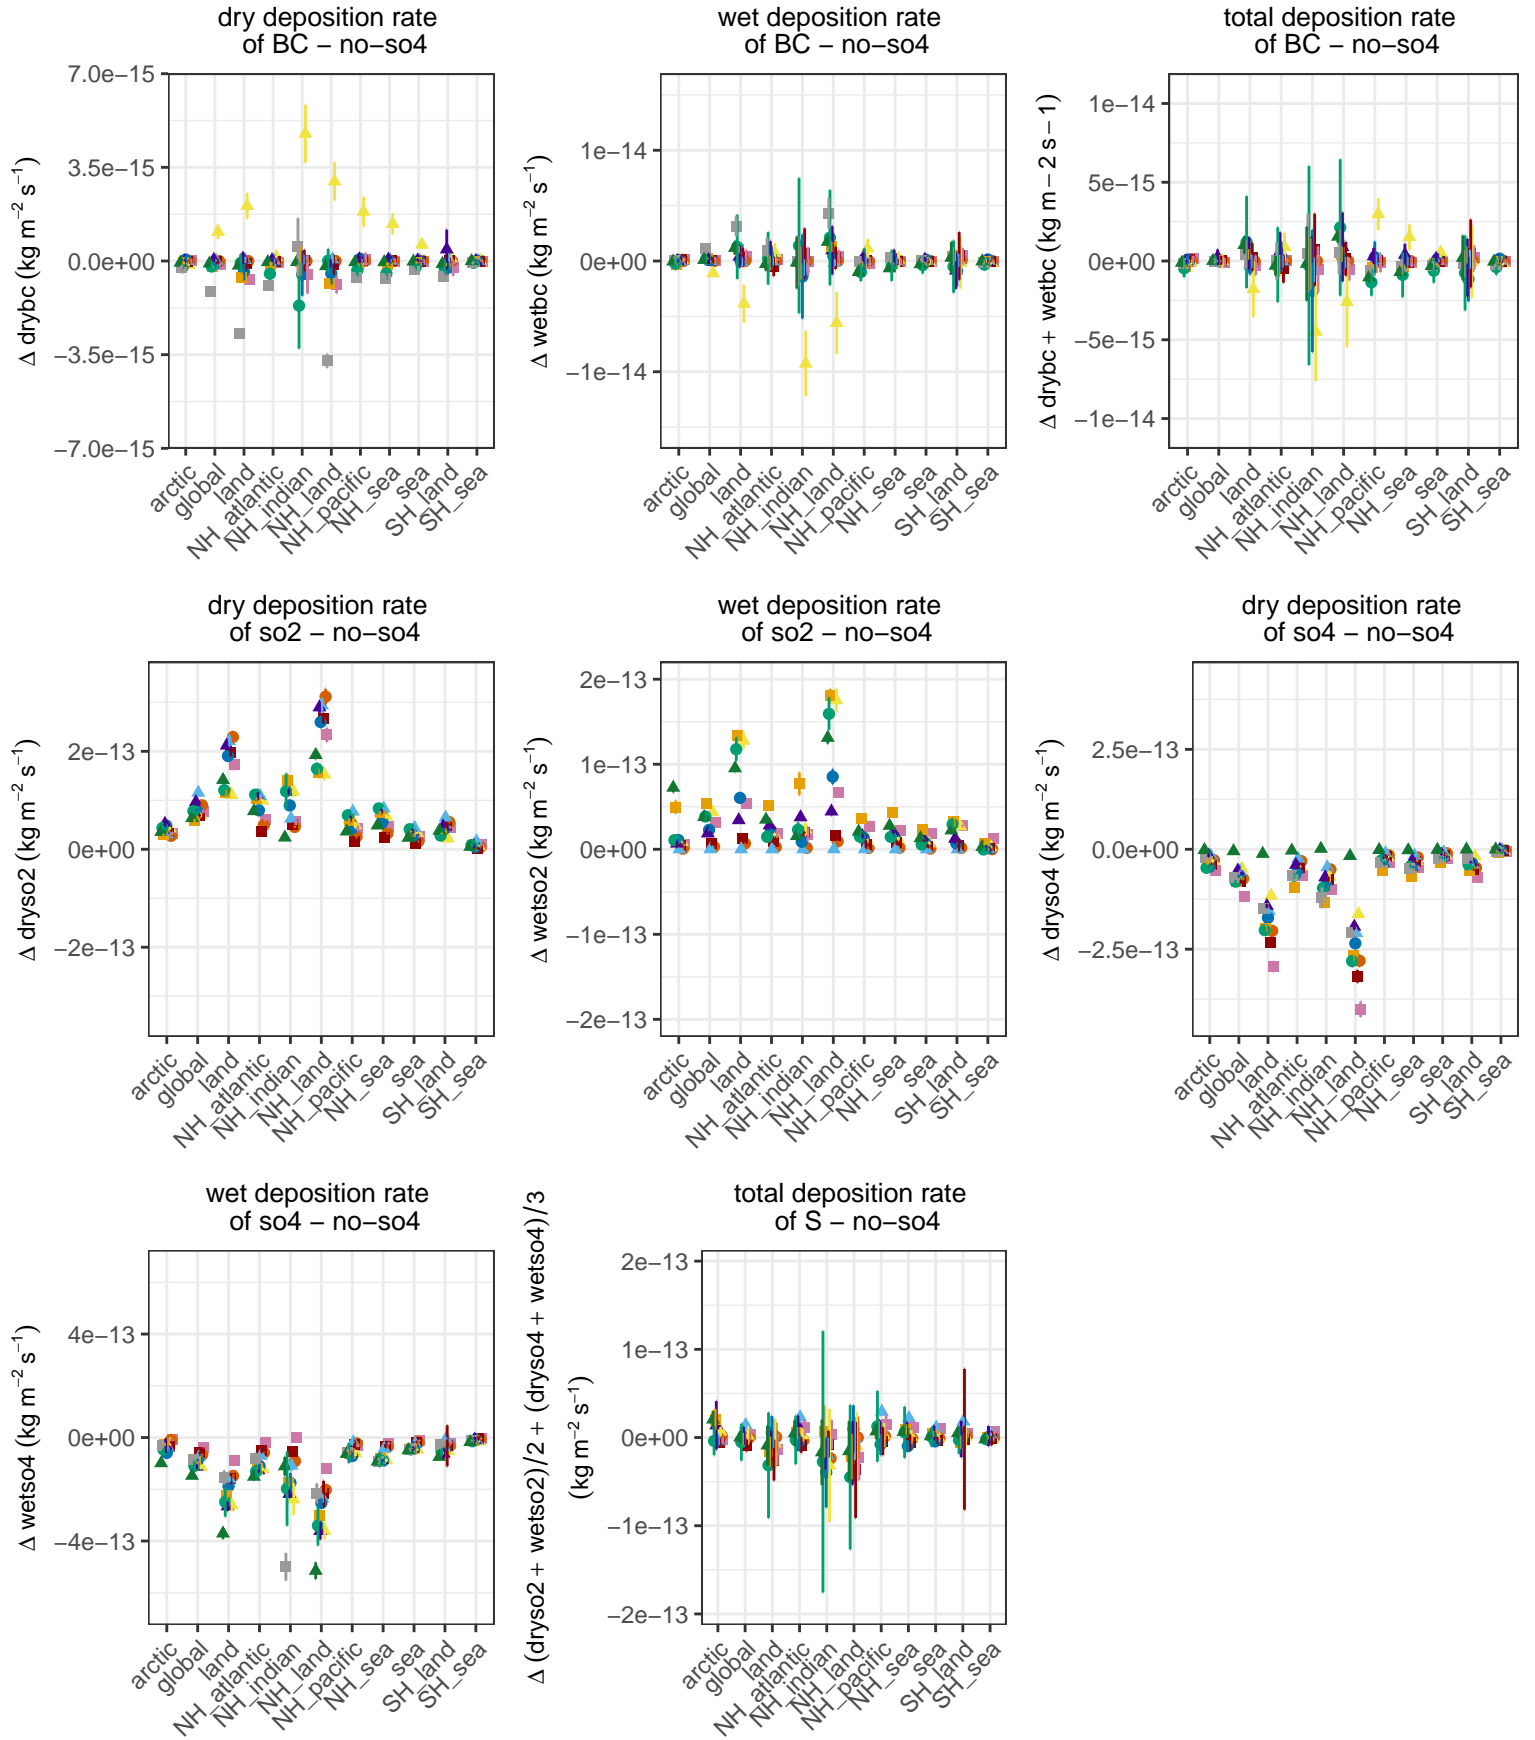 dry deposition rate
of BC − no−so4
Δ drybc (kg m−2 s−1)
7.0e−15
3.5e−15
0.0e+00
−3.5e−15
−7.0e−15
arctic
global
land
NH_atlantic
NH_indian
NH_land
NH_pacific
NH_sea
sea
SH_land
SH_sea
wet deposition rate
of BC − no−so4
Δ wetbc (kg m−2 s−1)
1e−14
0e+00
−1e−14
arctic
global
land
NH_atlantic
NH_indian
NH_land
NH_pacific
NH_sea
sea
SH_land
SH_sea
total deposition rate
of BC − no−so4
Δ drybc + wetbc (kg m − 2 s − 1)
1e−14
5e−15
0e+00
−5e−15
−1e−14
arctic
global
land
NH_atlantic
NH_indian
NH_land
NH_pacific
NH_sea
sea
SH_land
SH_sea
dry deposition rate
of so2 − no−so4
Δ dryso2 (kg m−2 s−1)
2e−13
0e+00
−2e−13
arctic
global
land
NH_atlantic
NH_indian
NH_land
NH_pacific
NH_sea
sea
SH_land
SH_sea
wet deposition rate
of so2 − no−so4
Δ wetso2 (kg m−2 s−1)
2e−13
1e−13
0e+00
−1e−13
−2e−13
arctic
global
land
NH_atlantic
NH_indian
NH_land
NH_pacific
NH_sea
sea
SH_land
SH_sea
dry deposition rate
of so4 − no−so4
Δ dryso4 (kg m−2 s−1)
2.5e−13
0.0e+00
−2.5e−13
arctic
global
land
NH_atlantic
NH_indian
NH_land
NH_pacific
NH_sea
sea
SH_land
SH_sea
wet deposition rate
of so4 − no−so4
Δ wetso4 (kg m−2 s−1)
4e−13
0e+00
−4e−13
arctic
global
land
NH_atlantic
NH_indian
NH_land
NH_pacific
NH_sea
sea
SH_land
SH_sea
total deposition rate
of S − no−so4
Δ (dryso2 + wetso2)/2 + (dryso4 + wetso4)/3
(kg m−2 s−1)
2e−13
1e−13
0e+00
−1e−13
−2e−13
arctic
global
land
NH_atlantic
NH_indian
NH_land
NH_pacific
NH_sea
sea
SH_land
SH_sea